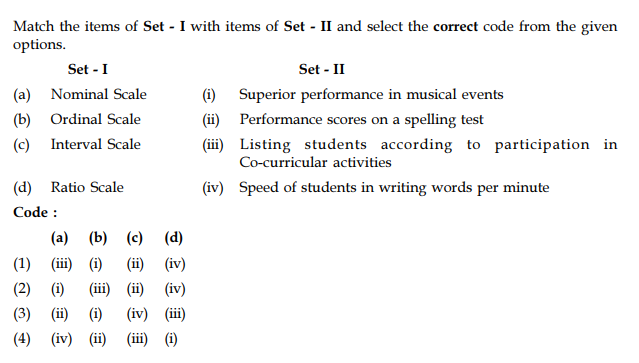 Match the items of Set - I with items of Set - II and select the correct code from the given
options.
Set - I Set - II
(a) Nominal Scale (i) Superior performance in musical events
(b) Ordinal Scale (ii) Performance scores on a spelling test
(c) Interval Scale (iii) Listing students according to participation in
Co-curricular activities
(d) Ratio Scale (iv) Speed of students in writing words per minute
Code :
(a) (b) (c) (d)
(1) (iii) (i) (ii) (iv)
(2) (i) (iii) (ii) (iv)
(3) (ii) (i) (iv) (iii)
(4) (iv) (ii) (iii) (i)